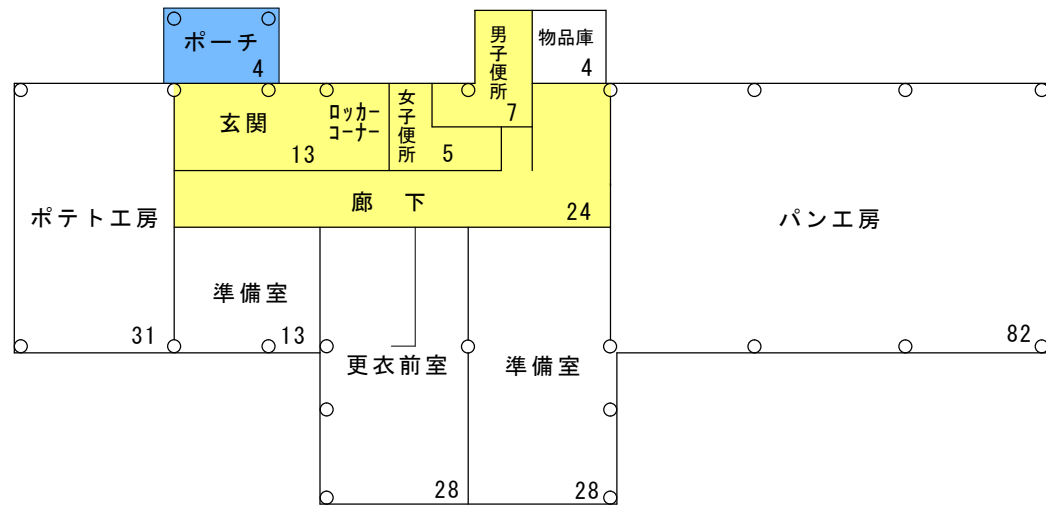 ポーチ
4
男子便所
7
物品庫
4
玄関
13
ロッカー
コーナー
女子便所
5
廊下
24
ポテト工房
31
パン工房
82
準備室
13
更衣前室
28
準備室
28